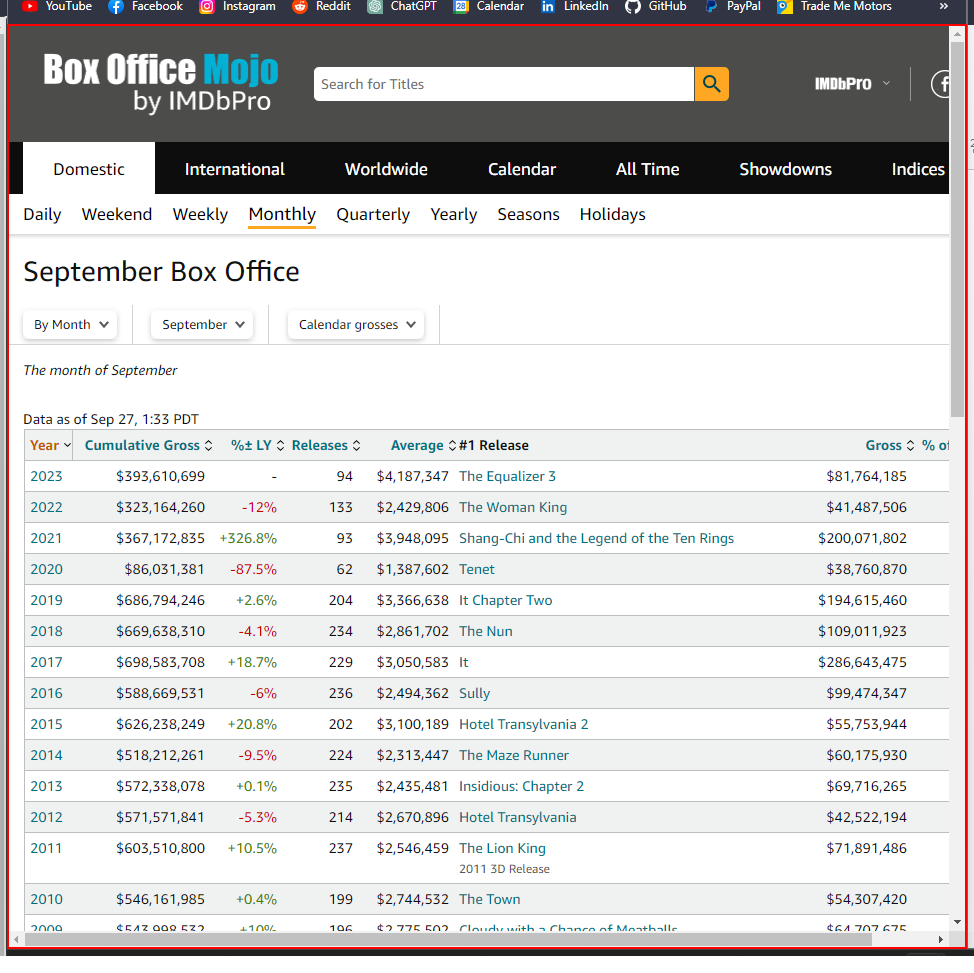 YouTube Facebook Instagram Reddit ChatGPT 28 Calendar LinkedIn GitHub PayPal Trade Me Motors »
Box Office Mojo
by IMDbPro
Search for Titles
IMDbPro
Domestic International Worldwide Calendar All Time Showdowns Indices
Daily Weekend Weekly Monthly Quarterly Yearly Seasons Holidays
September Box Office
By Month September Calendar grosses
The month of September
Data as of Sep 27, 1:33 PDT
Year Cumulative Gross %± LY Releases Average #1 Release Gross % of
2023 $393,610,699 - 94 $4,187,347 The Equalizer 3 $81,764,185
2022 $323,164,260 -12% 133 $2,429,806 The Woman King $41,487,506
2021 $367,172,835 +326.8% 93 $3,948,095 Shang-Chi and the Legend of the Ten Rings $200,071,802
2020 $86,031,381 -87.5% 62 $1,387,602 Tenet $38,760,870
2019 $686,794,246 +2.6% 204 $3,366,638 It Chapter Two $194,615,460
2018 $669,638,310 -4.1% 234 $2,861,702 The Nun $109,011,923
2017 $698,583,708 +18.7% 229 $3,050,583 It $286,643,475
2016 $588,669,531 -6% 236 $2,494,362 Sully $99,474,347
2015 $626,238,249 +20.8% 202 $3,100,189 Hotel Transylvania 2 $55,753,944
2014 $518,212,261 -9.5% 224 $2,313,447 The Maze Runner $60,175,930
2013 $572,338,078 +0.1% 235 $2,435,481 Insidious: Chapter 2 $69,716,265
2012 $571,571,841 -5.3% 214 $2,670,896 Hotel Transylvania $42,522,194
2011 $603,510,800 +10.5% 237 $2,546,459 The Lion King $71,891,486
2011 3D Release
2010 $546,161,985 +0.4% 199 $2,744,532 The Town $54,307,420
2009 $543,998,532 +10% 196 $2,775,502 Cloudy with a Chance of Meatballs $64,707,675